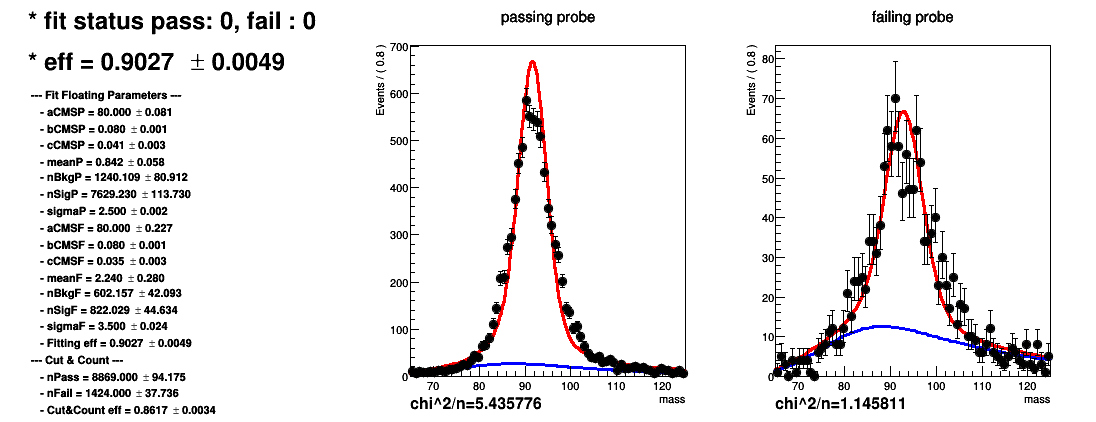 * fit status pass: 0, fail : 0
* eff = 0.9027 ± 0.0049
--- Fit Floating Parameters ---
- aCMSP = 80.000 ± 0.081
- bCMSP = 0.080 ± 0.001
- cCMSP = 0.041 ± 0.003
- meanP = 0.842 ± 0.058
- nBkgP = 1240.109 ± 80.912
- nSigP = 7629.230 ± 113.730
- sigmaP = 2.500 ± 0.002
- aCMSF = 80.000 ± 0.227
- bCMSF = 0.080 ± 0.001
- cCMSF = 0.035 ± 0.003
- meanF = 2.240 ± 0.280
- nBkgF = 602.157 ± 42.093
- nSigF = 822.029 ± 44.634
- sigmaF = 3.500 ± 0.024
- Fitting eff = 0.9027 ± 0.0049
--- Cut & Count ---
- nPass = 8869.000 ± 94.175
- nFail = 1424.000 ± 37.736
- Cut&Count eff = 0.8617 ± 0.0034
passing probe
Events / ( 0.8 )
700
600
500
400
300
200
100
0
70 80 90 100 110 120
mass
chi^2/n=5.435776
failing probe
Events / ( 0.8 )
80
70
60
50
40
30
20
10
0
70 80 90 100 110 120
mass
chi^2/n=1.145811